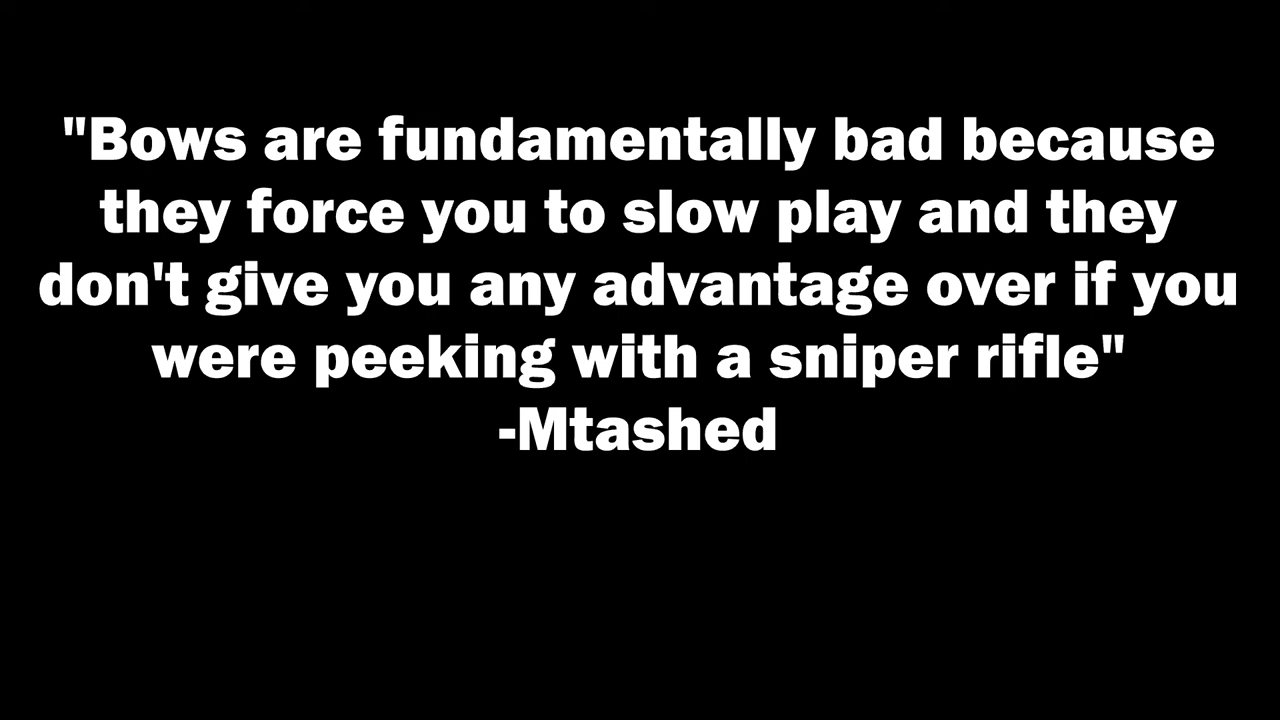 "Bows are fundamentally bad because
they force you to slow play and they
don't give you any advantage over if you
were peeking with a sniper rifle"
-Mtashed